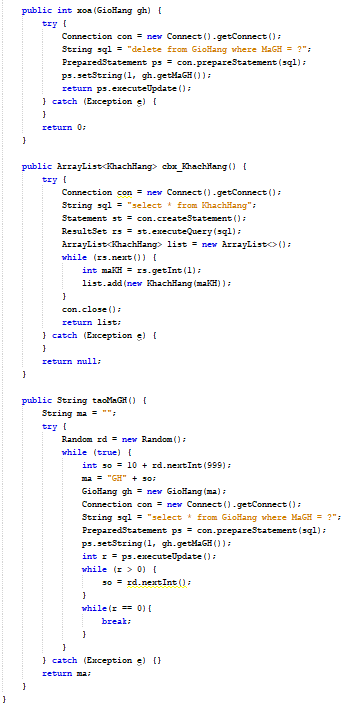 public int xoa(GioHang gh) {
    try {
        Connection con = new Connect().getConnect();
        String sql = "delete from GioHang where MaGH = ?";
        PreparedStatement ps = con.prepareStatement(sql);
        ps.setString(1, gh.getMaGH());
        return ps.executeUpdate();
    } catch (Exception e) {
    }
    return 0;
}

public ArrayList<KhachHang> cbx_KhachHang() {
    try {
        Connection con = new Connect().getConnect();
        String sql = "select * from KhachHang";
        Statement st = con.createStatement();
        ResultSet rs = st.executeQuery(sql);
        ArrayList<KhachHang> list = new ArrayList<>();
        while (rs.next()) {
            int maKH = rs.getInt(1);
            list.add(new KhachHang(maKH));
        }
        con.close();
        return list;
    } catch (Exception e) {
    }
    return null;
}

public String taoMaGH() {
    String ma = "";
    try {
        Random rd = new Random();
        while (true) {
            int so = 10 + rd.nextInt(999);
            ma = "GH" + so;
            GioHang gh = new GioHang(ma);
            Connection con = new Connect().getConnect();
            String sql = "select * from GioHang where MaGH = ?";
            PreparedStatement ps = con.prepareStatement(sql);
            ps.setString(1, gh.getMaGH());
            int r = ps.executeUpdate();
            while (r > 0) {
                so = rd.nextInt();
            }
            while(r == 0){
                break;
            }
        }
    } catch (Exception e) {}
    return ma;
}
}